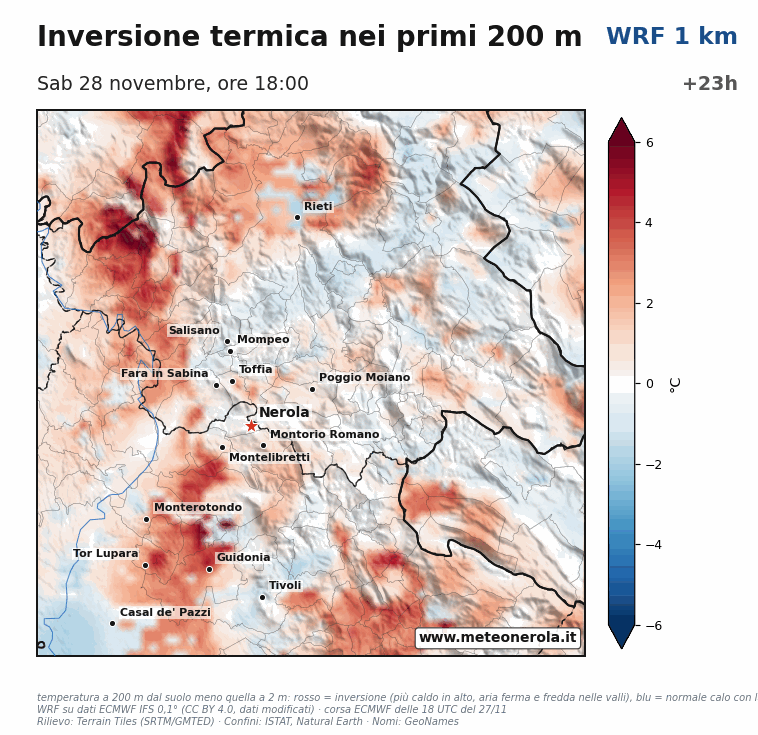 Inversione termica nei primi 200 m WRF 1 km
Sab 28 novembre, ore 18:00 +23h
Rieti
Salisano
Mompeo
Fara in Sabina
Toffia
Poggio Moiano
Nerola
Montorio Romano
Montelibretti
Monterotondo
Tor Lupara
Guidonia
Tivoli
Casal de' Pazzi
www.meteonerola.it
6
4
2
0
−2
−4
−6
°C
temperatura a 200 m dal suolo meno quella a 2 m: rosso = inversione (più caldo in alto, aria ferma e fredda nelle valli), blu = normale calo con l
WRF su dati ECMWF IFS 0,1° (CC BY 4.0, dati modificati) · corsa ECMWF delle 18 UTC del 27/11
Rilievo: Terrain Tiles (SRTM/GMTED) · Confini: ISTAT, Natural Earth · Nomi: GeoNames